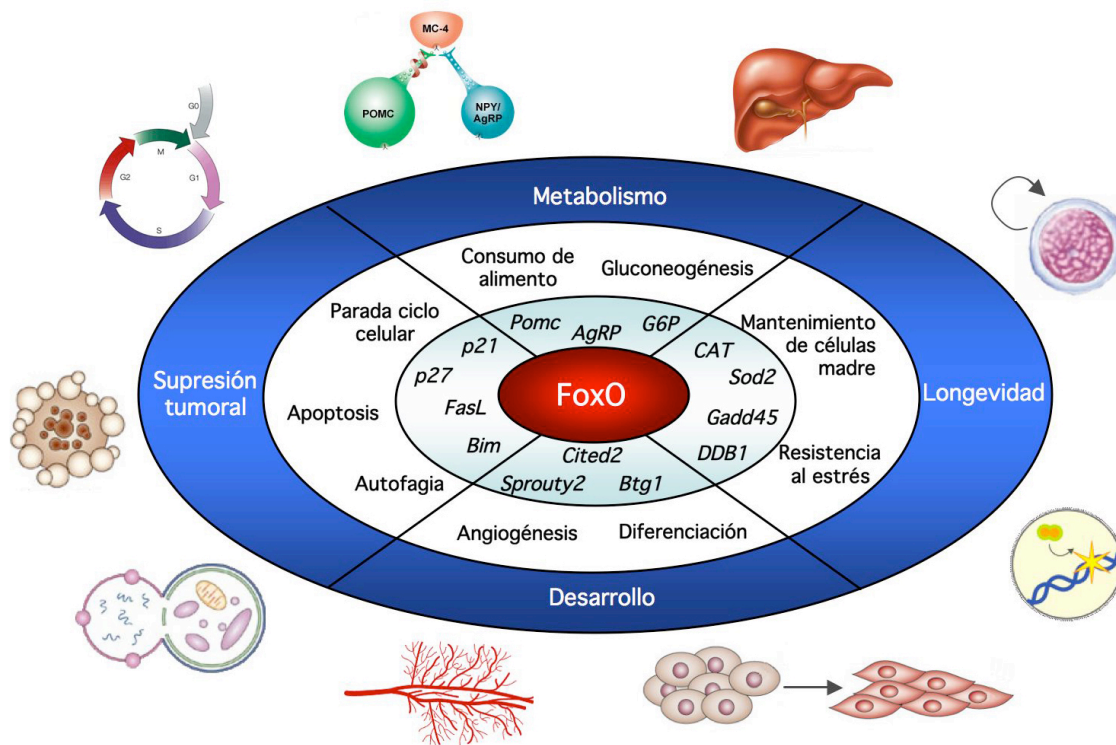 MC-4
POMC
NPY/
AgRP
G0
M
G2
G1
S
Metabolismo
Consumo de
alimento
Gluconeogénesis
Parada ciclo
celular
Mantenimiento
de células
madre
Pomc
AgRP
G6P
p21
CAT
p27
Sod2
Supresión
tumoral
Apoptosis
FasL
FoxO
Gadd45
Longevidad
Bim
Cited2
DDB1
Resistencia
al estrés
Autofagia
Sprouty2
Btg1
Angiogénesis
Diferenciación
Desarrollo